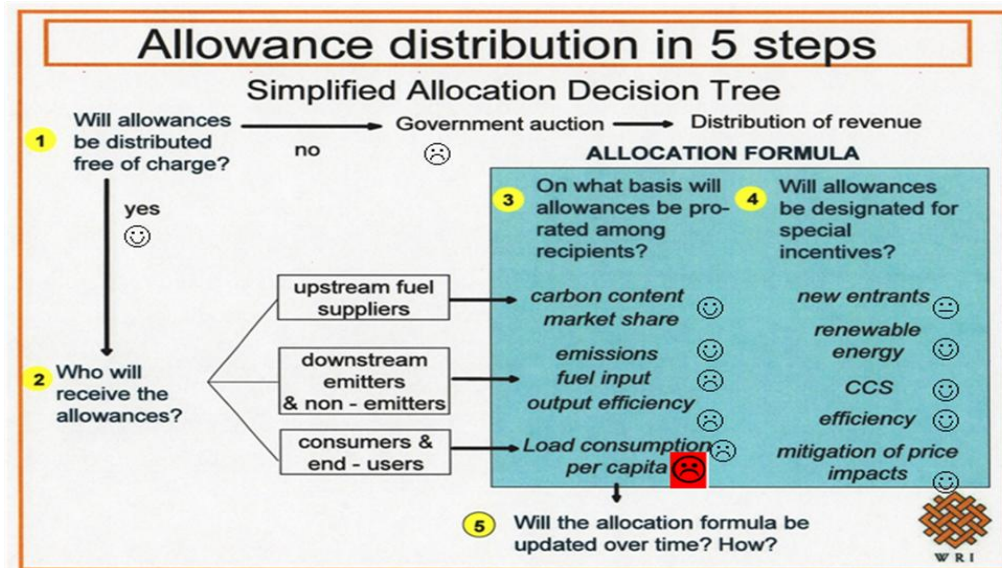 Allowance distribution in 5 steps
Simplified Allocation Decision Tree
1
Will allowances
be distributed
free of charge?
no
Government auction
Distribution of revenue
yes
ALLOCATION FORMULA
3
On what basis will
allowances be pro-
rated among
recipients?
4
Will allowances
be designated for
special
incentives?
upstream fuel
suppliers
carbon content
market share
new entrants
renewable
energy
2
Who will
receive the
allowances?
downstream
emitters
& non - emitters
emissions
fuel input
output efficiency
CCS
efficiency
consumers &
end - users
Load consumption
per capita
mitigation of price
impacts
5
Will the allocation formula be
updated over time? How?
WRI